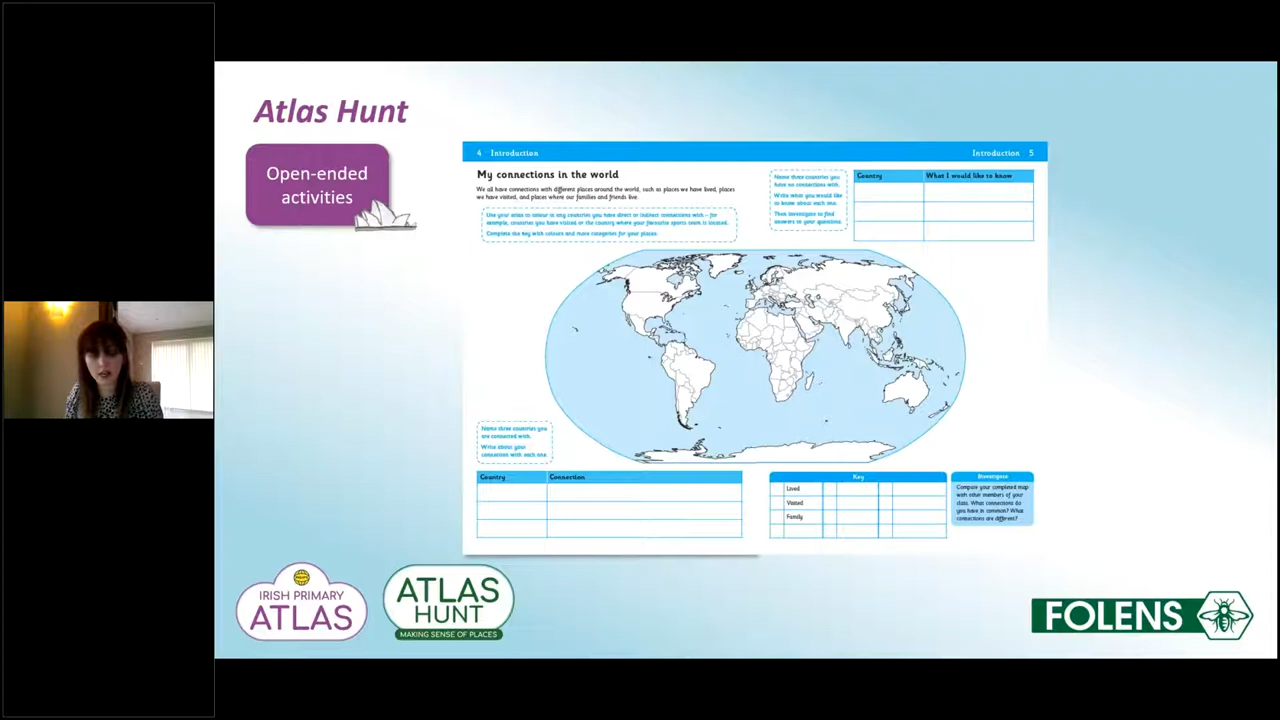 Atlas Hunt
Open-ended
activities
4 Introduction
Introduction 5
My connections in the world
We all have connections with different places around the world, such as places we have lived, places
we have visited, and places where our families and friends live.
Use your atlas to colour in any countries you have direct or indirect connections with – for
example, countries you have visited or the country where your favourite sports team is located.
Complete the key with colours and more categories for your places.
Name three countries you
have no connections with.
Write what you would like
to know about each one.
Then investigate to find
answers to your questions.
Country What I would like to know
Name three countries you
are connected with.
Write about your
connection with each one.
Country Connection
Key
Lived
Visited
Family
Investigate
Compare your completed map
with other members of your
class. What connections do
you have in common? What
connections are different?
IRISH PRIMARY
ATLAS
ATLAS
HUNT
MAKING SENSE OF PLACES
FOLENS